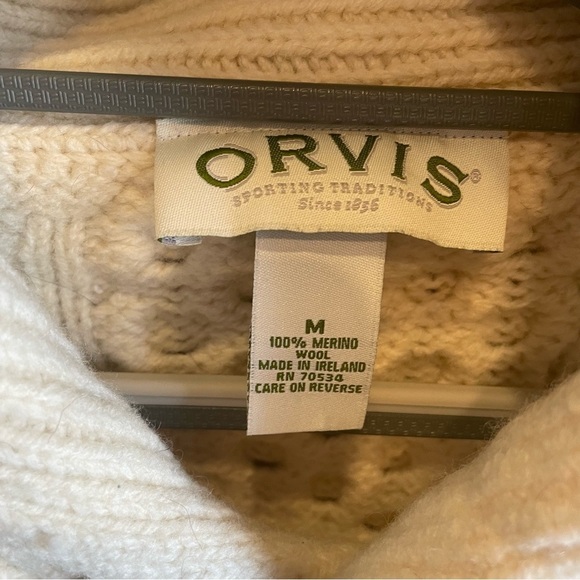 ORVIS®
SPORTING TRADITIONS
Since 1856
M
100% MERINO
WOOL
MADE IN IRELAND
RN 70534
CARE ON REVERSE